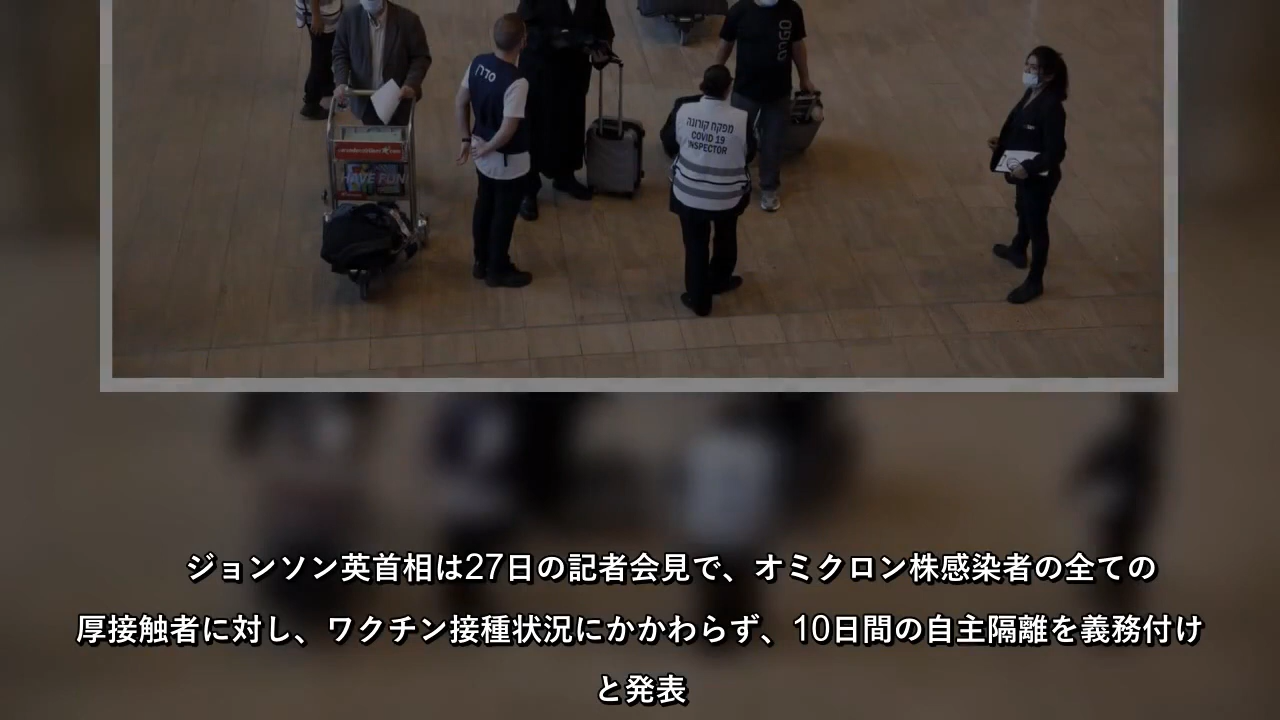 סדרן
מפקח קורונה
COVID 19
INSPECTOR
HAVE FUN!
ジョンソン英首相は27日の記者会見で、オミクロン株感染者の全ての
厚接触者に対し、ワクチン接種状況にかかわらず、10日間の自主隔離を義務付け
と発表